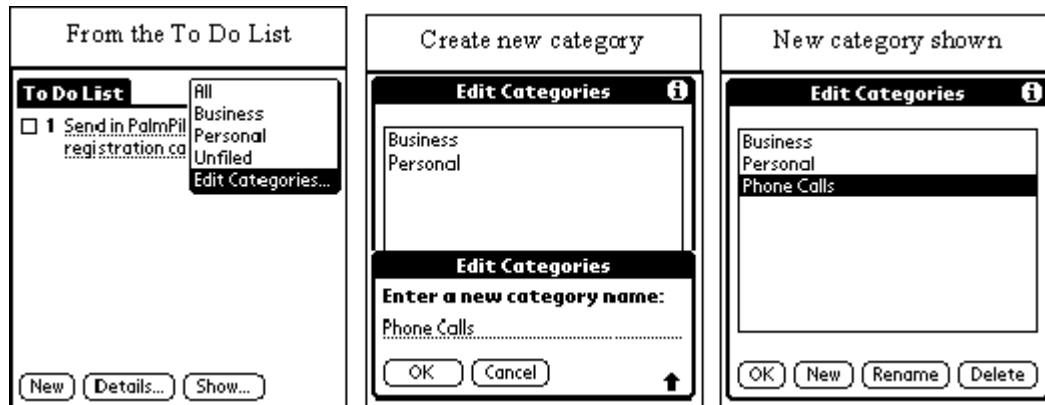 From the To Do List
To Do List
All
Business
Personal
Unfiled
Edit Categories...
1 Send in PalmPil
registration ca
New Details... Show...
Create new category
Edit Categories
Business
Personal
Edit Categories
Enter a new category name:
Phone Calls
OK Cancel
New category shown
Edit Categories
Business
Personal
Phone Calls
OK New Rename Delete